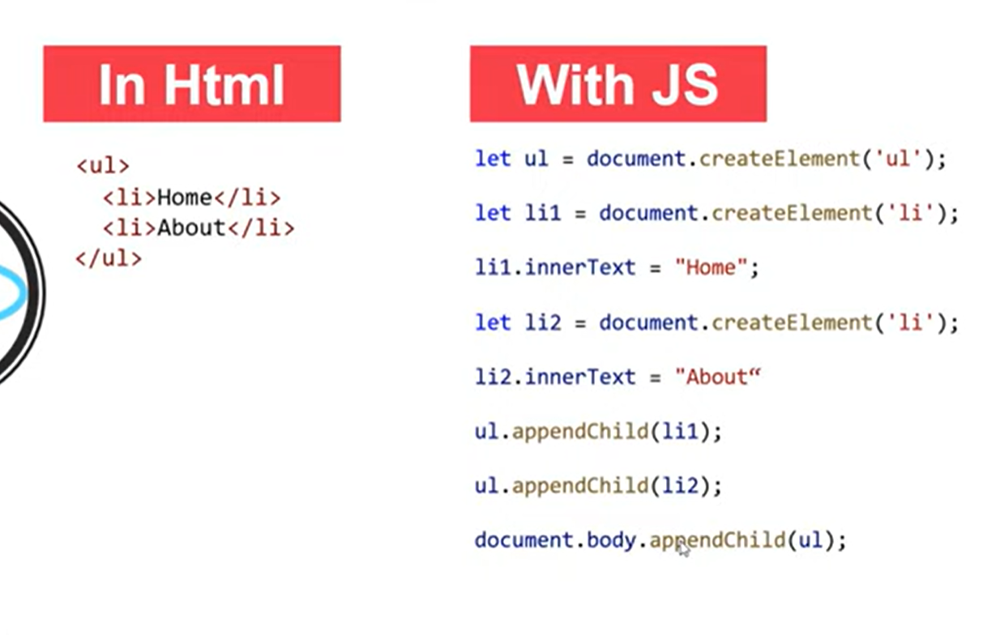 In Html
<ul>
<li>Home</li>
<li>About</li>
</ul>
With JS
let ul = document.createElement('ul');
let li1 = document.createElement('li');
li1.innerText = "Home";
let li2 = document.createElement('li');
li2.innerText = "About“
ul.appendChild(li1);
ul.appendChild(li2);
document.body.appendChild(ul);